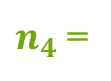 n₄ =